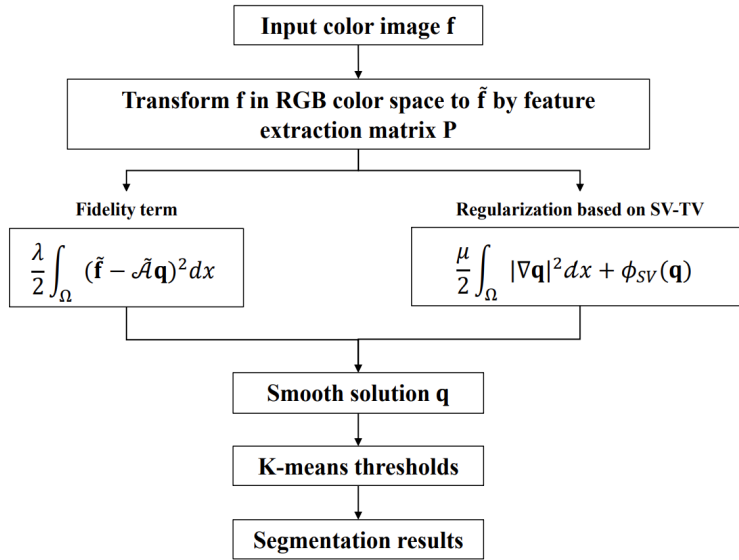 Input color image f
Transform f in RGB color space to f̃ by feature
extraction matrix P
Fidelity term
Regularization based on SV-TV
λ/2 ∫_Ω (f̃ − 𝒜̃q)² dx
μ/2 ∫_Ω |∇q|² dx + ϕ_SV(q)
Smooth solution q
K-means thresholds
Segmentation results